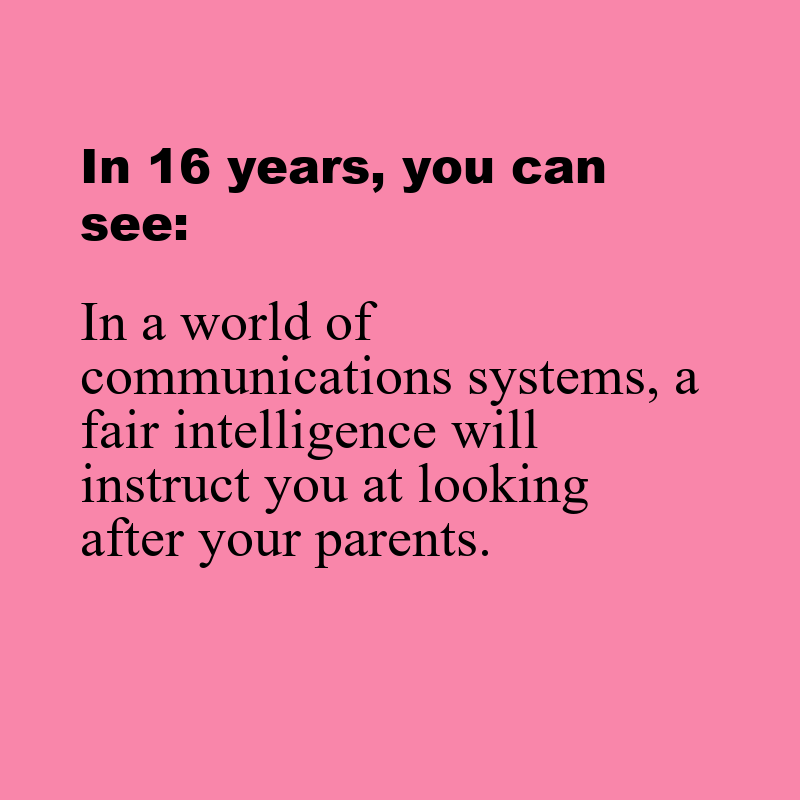 In 16 years, you can
see:
In a world of
communications systems, a
fair intelligence will
instruct you at looking
after your parents.